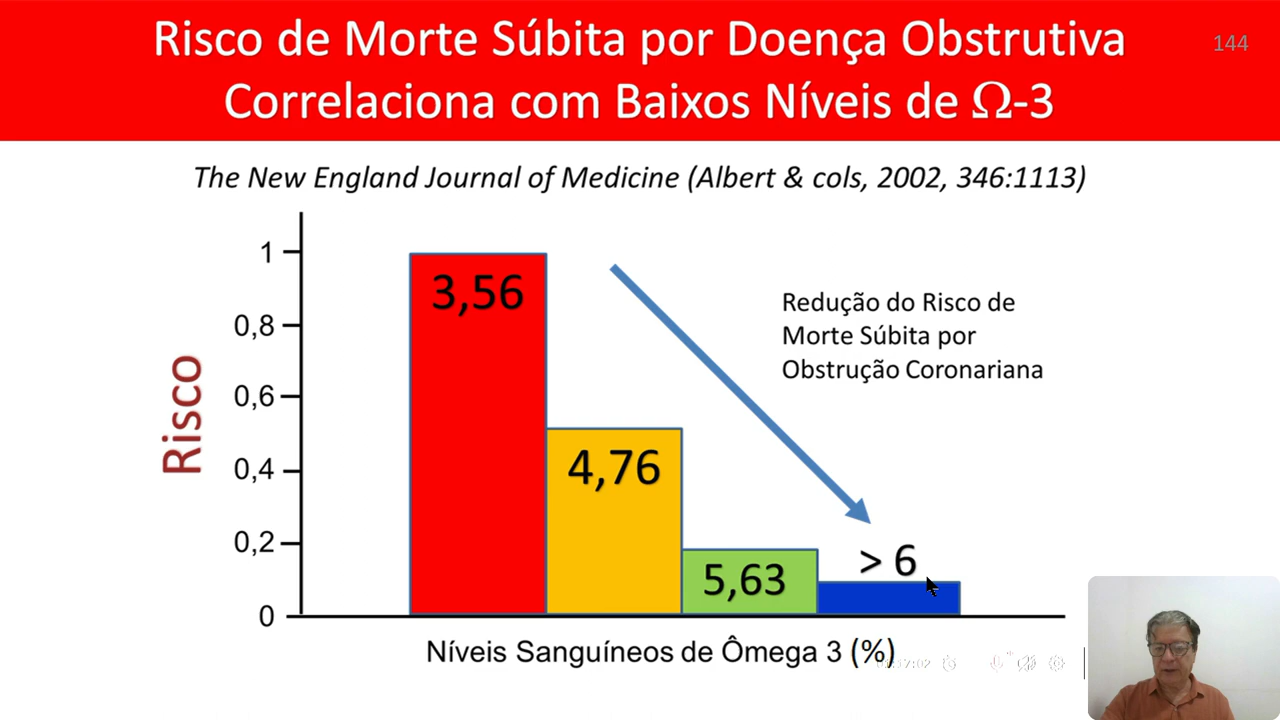 Risco de Morte Súbita por Doença Obstrutiva
144
Correlaciona com Baixos Níveis de Ω-3
The New England Journal of Medicine (Albert & cols, 2002, 346:1113)
Risco
1
0,8
0,6
0,4
0,2
0
3,56
4,76
5,63
> 6
Redução do Risco de
Morte Súbita por
Obstrução Coronariana
Níveis Sanguíneos de Ômega 3 (%)